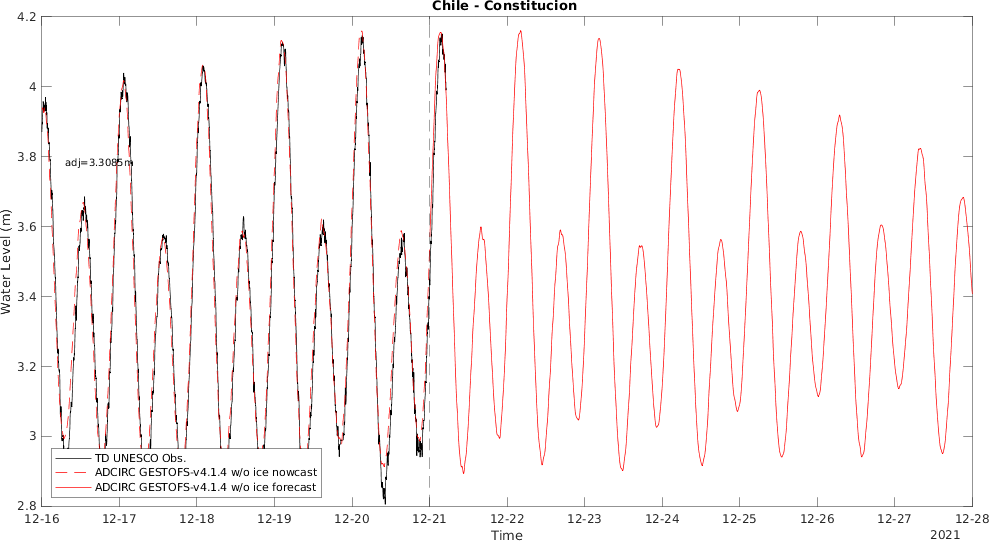 Chile - Constitucion
4.2
4
3.8
3.6
3.4
3.2
3
2.8
Water Level (m)
adj=3.3085m
TD UNESCO Obs.
ADCIRC GESTOFS-v4.1.4 w/o ice nowcast
ADCIRC GESTOFS-v4.1.4 w/o ice forecast
12-16 12-17 12-18 12-19 12-20 12-21 12-22 12-23 12-24 12-25 12-26 12-27 12-28
Time
2021